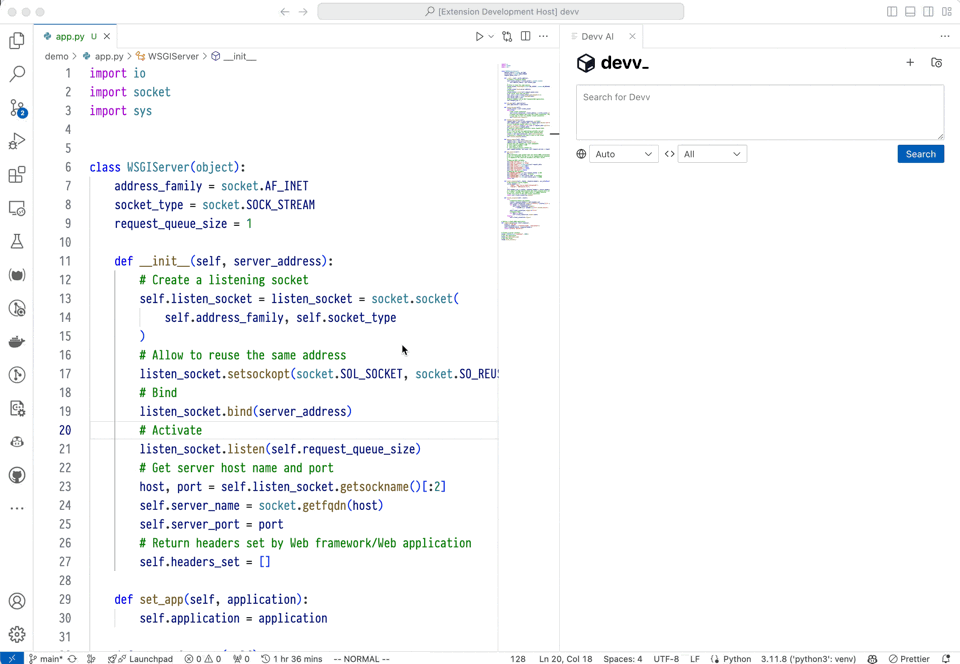 [Extension Development Host] devv
app.py U
Devv AI
demo > app.py > WSGIServer > __init__
1 import io
2 import socket
3 import sys
4
5
6 class WSGIServer(object):
7 address_family = socket.AF_INET
8 socket_type = socket.SOCK_STREAM
9 request_queue_size = 1
10
11 def __init__(self, server_address):
12 # Create a listening socket
13 self.listen_socket = listen_socket = socket.socket(
14 self.address_family, self.socket_type
15 )
16 # Allow to reuse the same address
17 listen_socket.setsockopt(socket.SOL_SOCKET, socket.SO_REUS
18 # Bind
19 listen_socket.bind(server_address)
20 # Activate
21 listen_socket.listen(self.request_queue_size)
22 # Get server host name and port
23 host, port = self.listen_socket.getsockname()[:2]
24 self.server_name = socket.getfqdn(host)
25 self.server_port = port
26 # Return headers set by Web framework/Web application
27 self.headers_set = []
28
29 def set_app(self, application):
30 self.application = application
31
devv_
Search for Devv
Auto
All
Search
2
main* 0 0 0 Launchpad 1 hr 36 mins -- NORMAL -- 128 Ln 20, Col 18 Spaces: 4 UTF-8 LF Python 3.11.8 ('python3': venv) Prettier